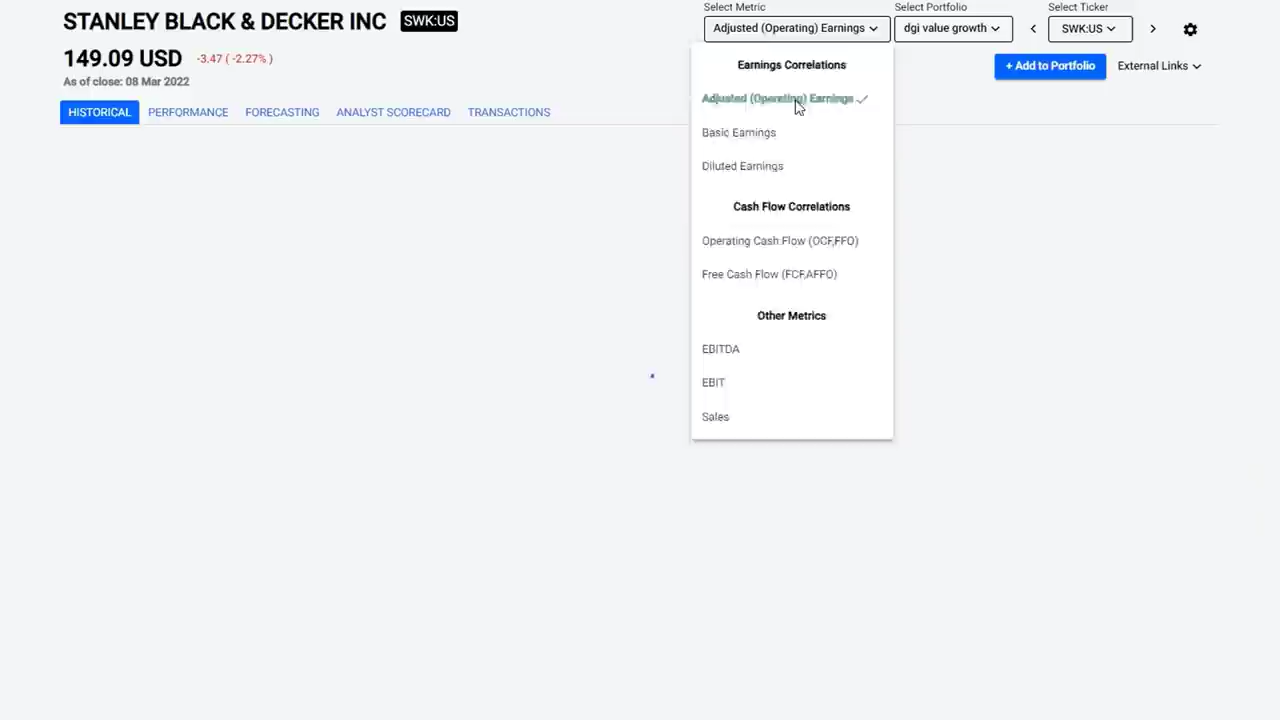 STANLEY BLACK & DECKER INC SWK:US
149.09 USD -3.47 ( -2.27% )
As of close: 08 Mar 2022
Select Metric
Adjusted (Operating) Earnings
Select Portfolio
dgi value growth
Select Ticker
SWK:US
+ Add to Portfolio External Links
HISTORICAL PERFORMANCE FORECASTING ANALYST SCORECARD TRANSACTIONS
Earnings Correlations
Adjusted (Operating) Earnings
Basic Earnings
Diluted Earnings
Cash Flow Correlations
Operating Cash Flow (OCF,FFO)
Free Cash Flow (FCF,AFFO)
Other Metrics
EBITDA
EBIT
Sales